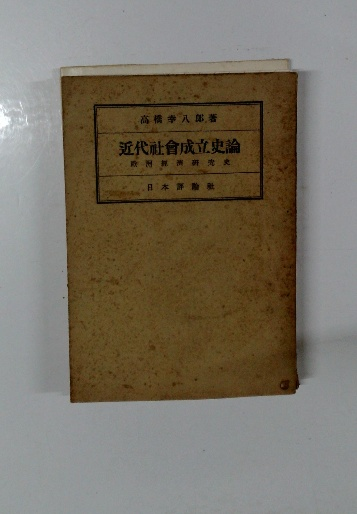 高橋幸八郎著
近代社會成立史論
歐洲經濟研究史
日本評論社